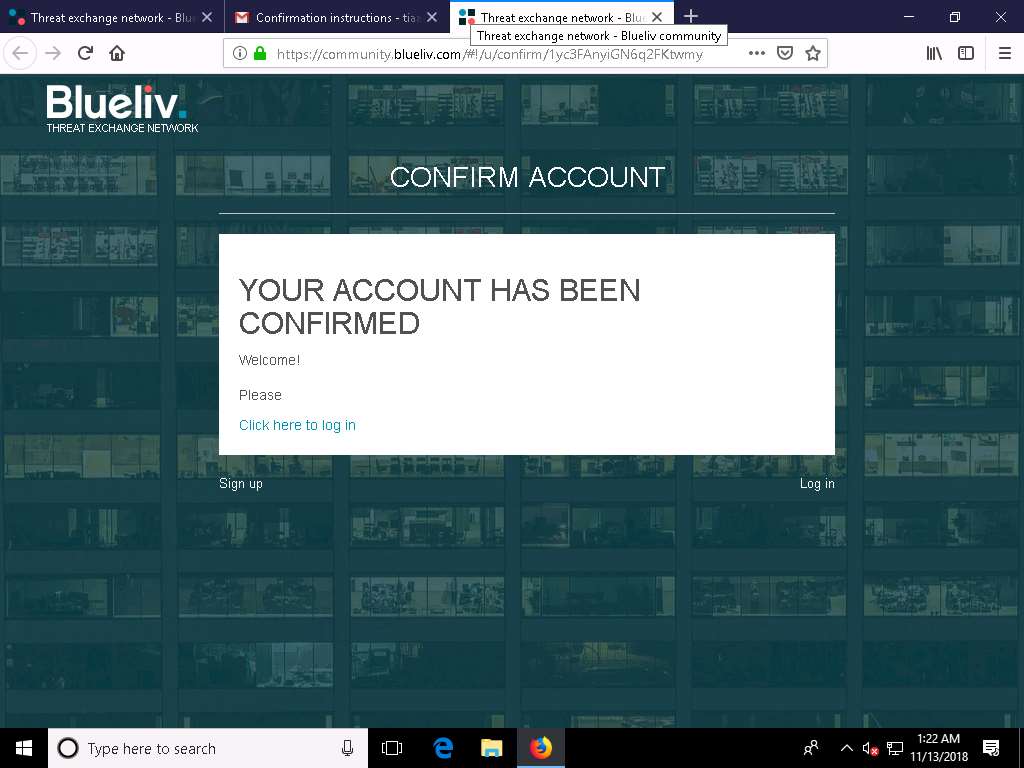 Threat exchange network - Blue
Confirmation instructions - tiaa
Threat exchange network - Blu
Threat exchange network - Blueliv community
https://community.blueliv.com/#!/u/confirm/1yc3FAnyiGN6q2FKtwmy
Blueliv.
THREAT EXCHANGE NETWORK
CONFIRM ACCOUNT
YOUR ACCOUNT HAS BEEN
CONFIRMED
Welcome!
Please
Click here to log in
Sign up
Log in
Type here to search
1:22 AM
11/13/2018